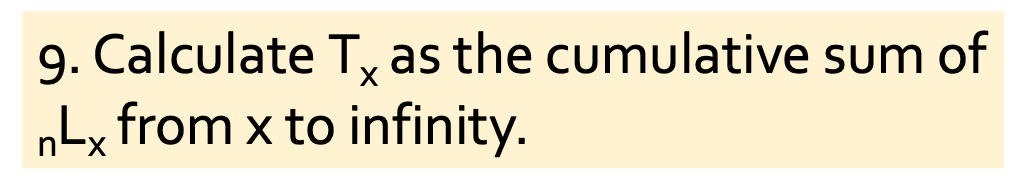 9. Calculate Tₓ as the cumulative sum of
ₙLₓ from x to infinity.